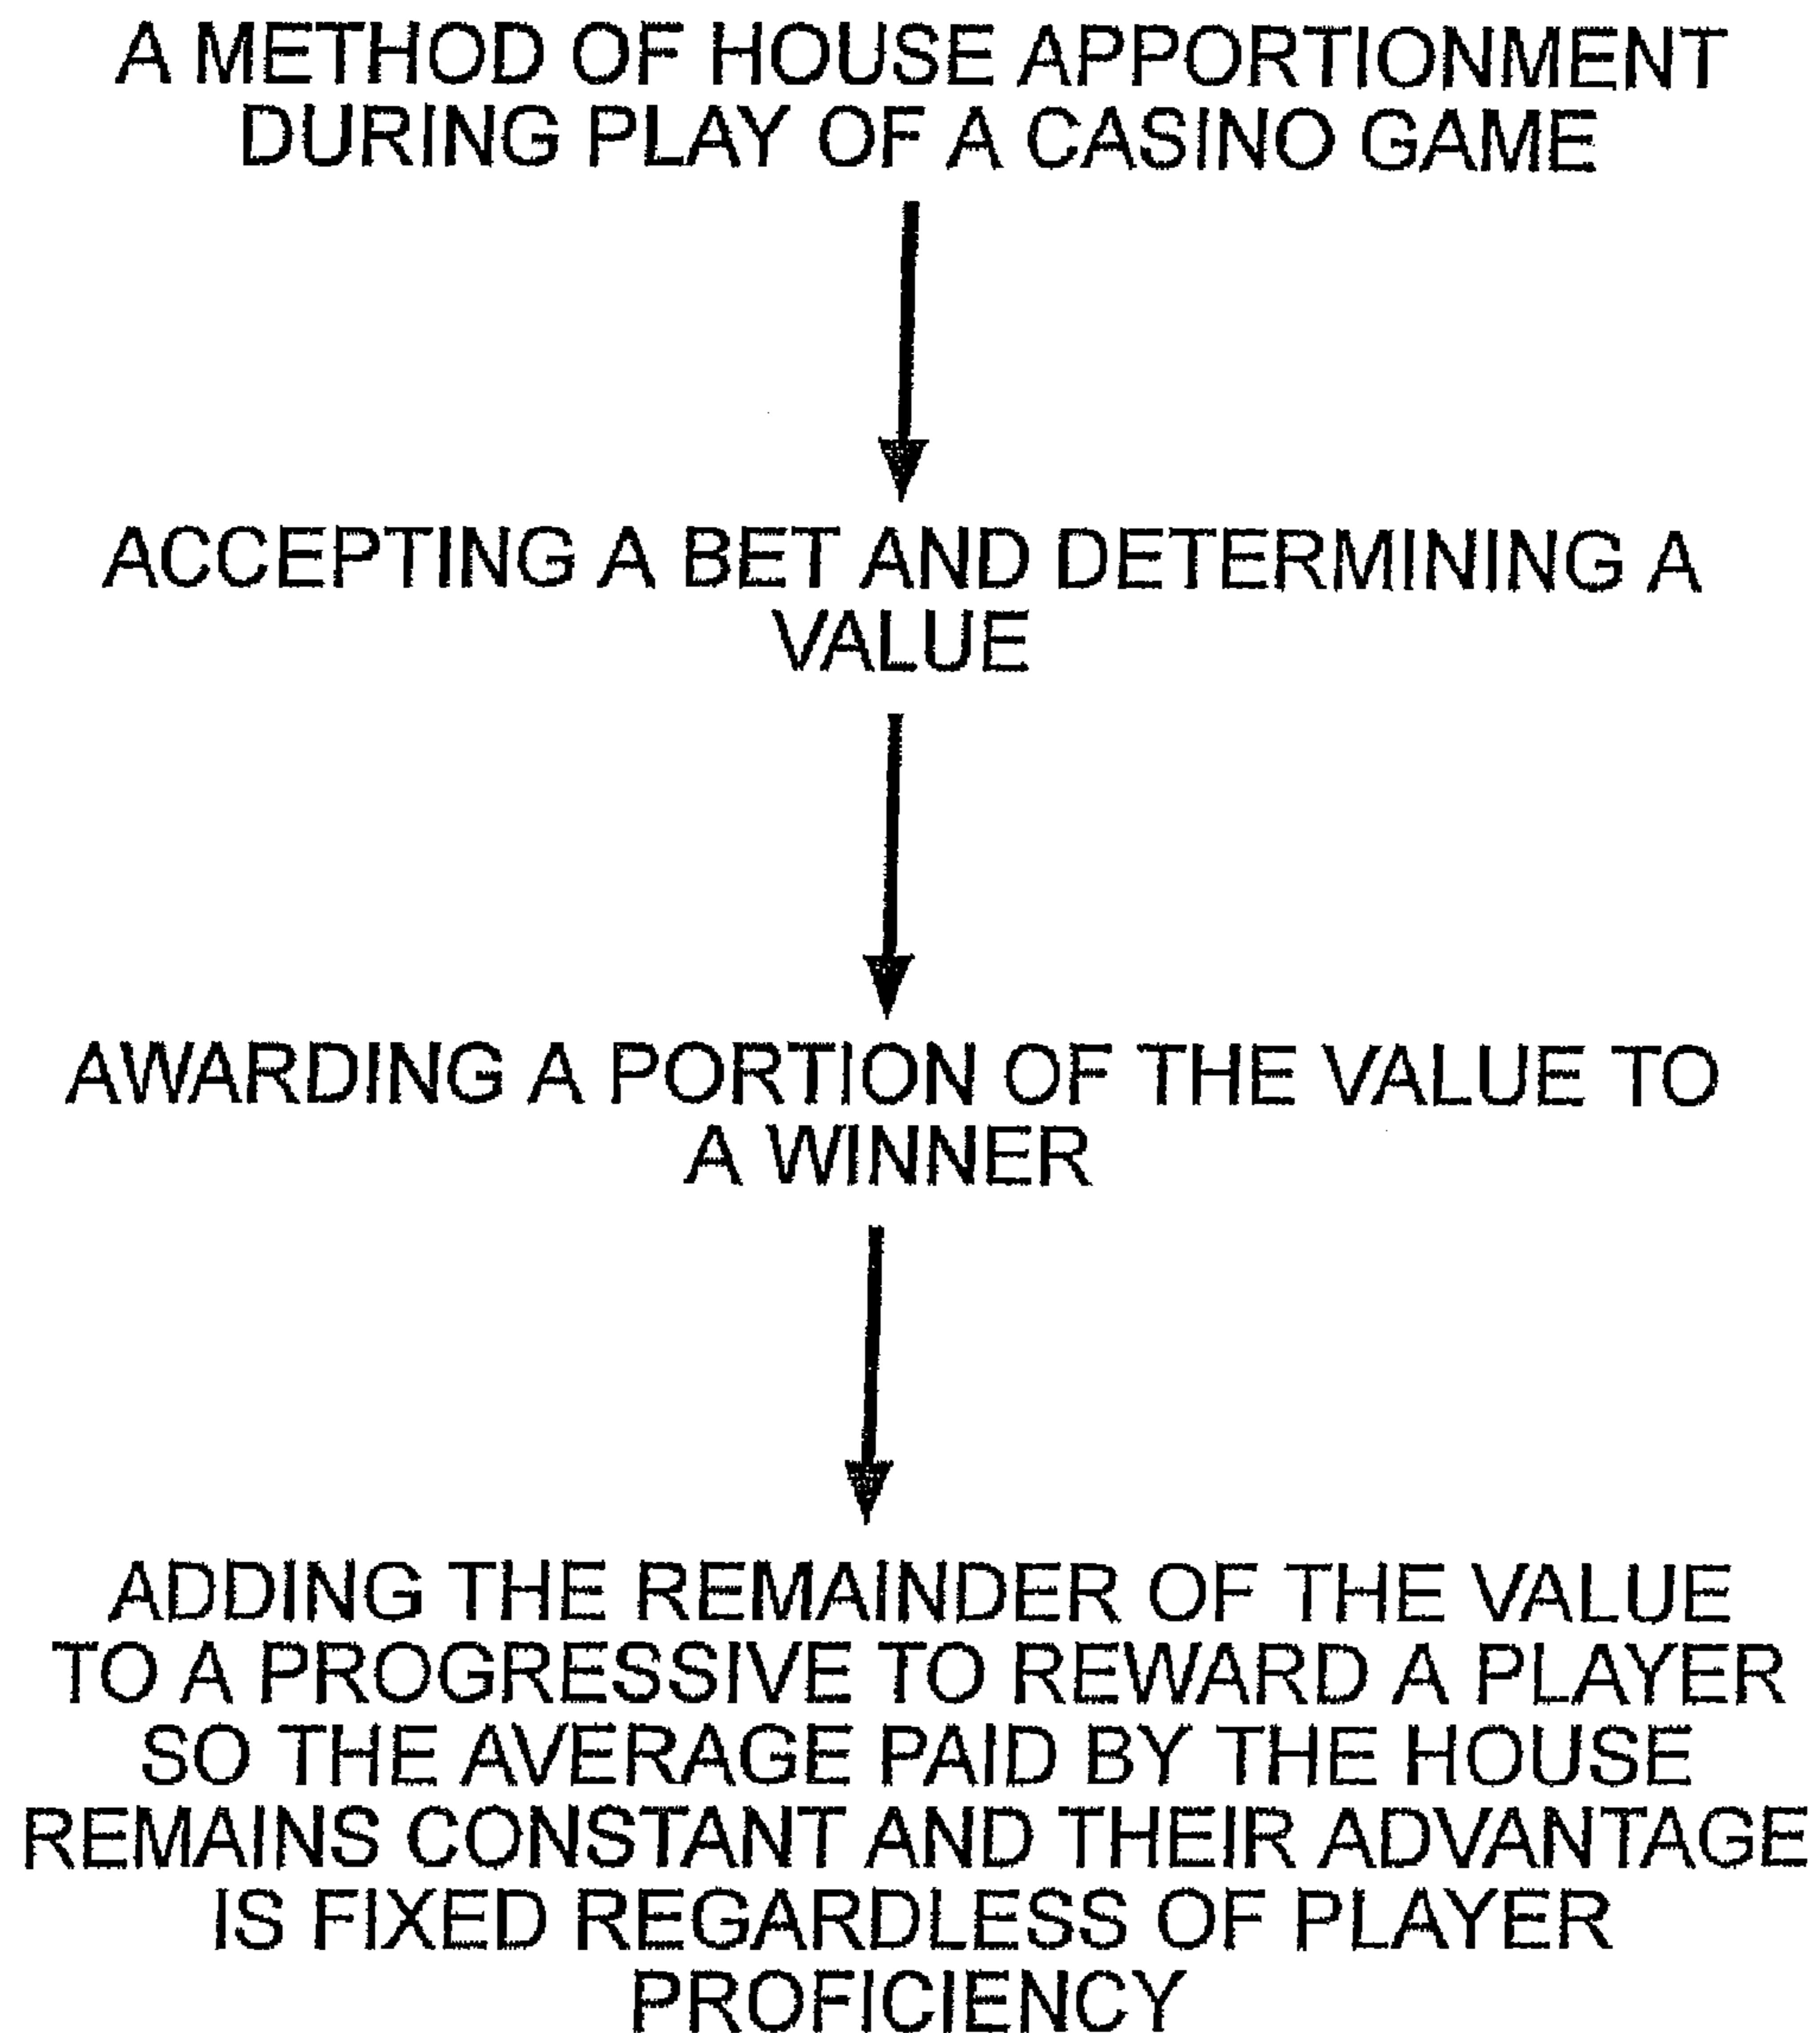 A METHOD OF HOUSE APPORTIONMENT
DURING PLAY OF A CASINO GAME
ACCEPTING A BET AND DETERMINING A
VALUE
AWARDING A PORTION OF THE VALUE TO
A WINNER
ADDING THE REMAINDER OF THE VALUE
TO A PROGRESSIVE TO REWARD A PLAYER
SO THE AVERAGE PAID BY THE HOUSE
REMAINS CONSTANT AND THEIR ADVANTAGE
IS FIXED REGARDLESS OF PLAYER
PROFICIENCY